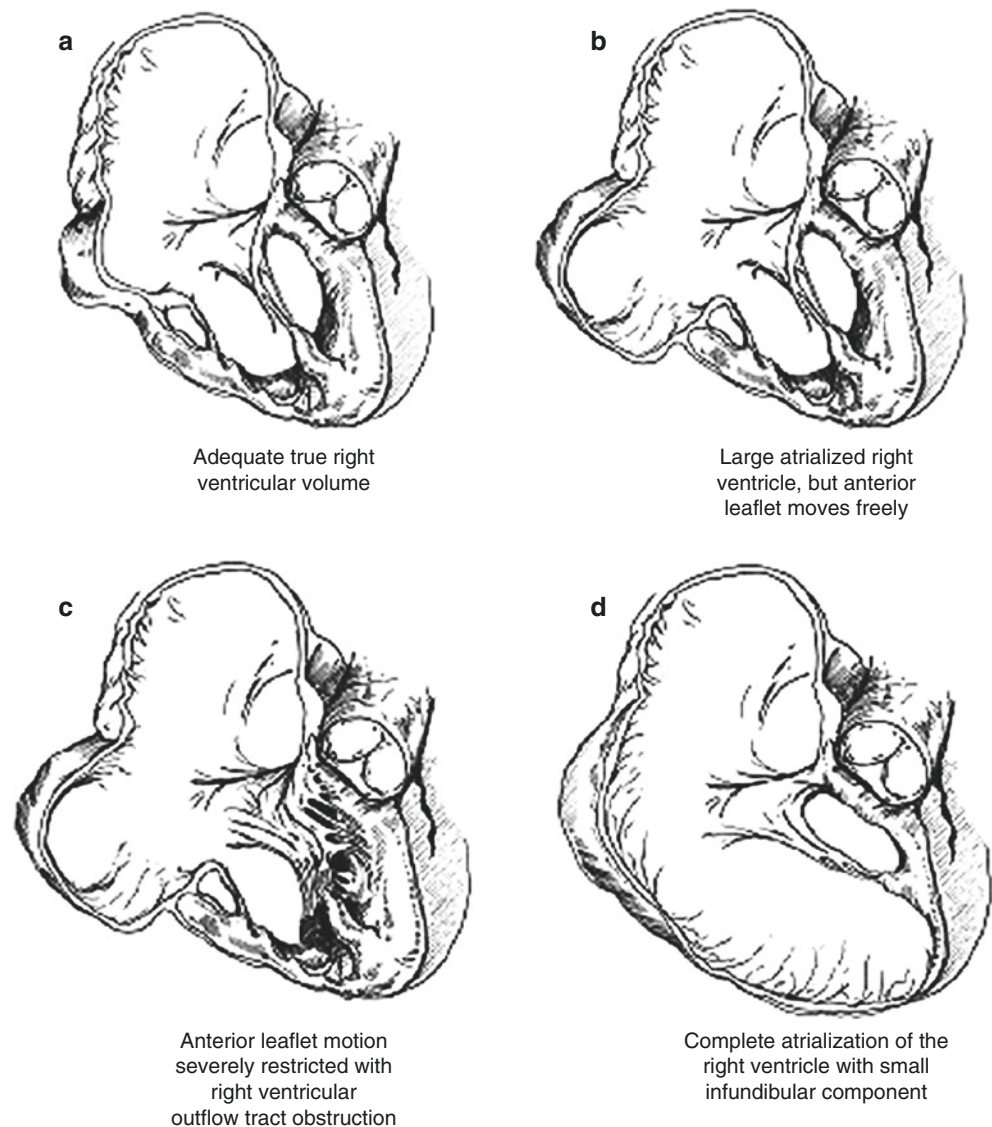 a
Adequate true right
ventricular volume
b
Large atrialized right
ventricle, but anterior
leaflet moves freely
c
Anterior leaflet motion
severely restricted with
right ventricular
outflow tract obstruction
d
Complete atrialization of the
right ventricle with small
infundibular component